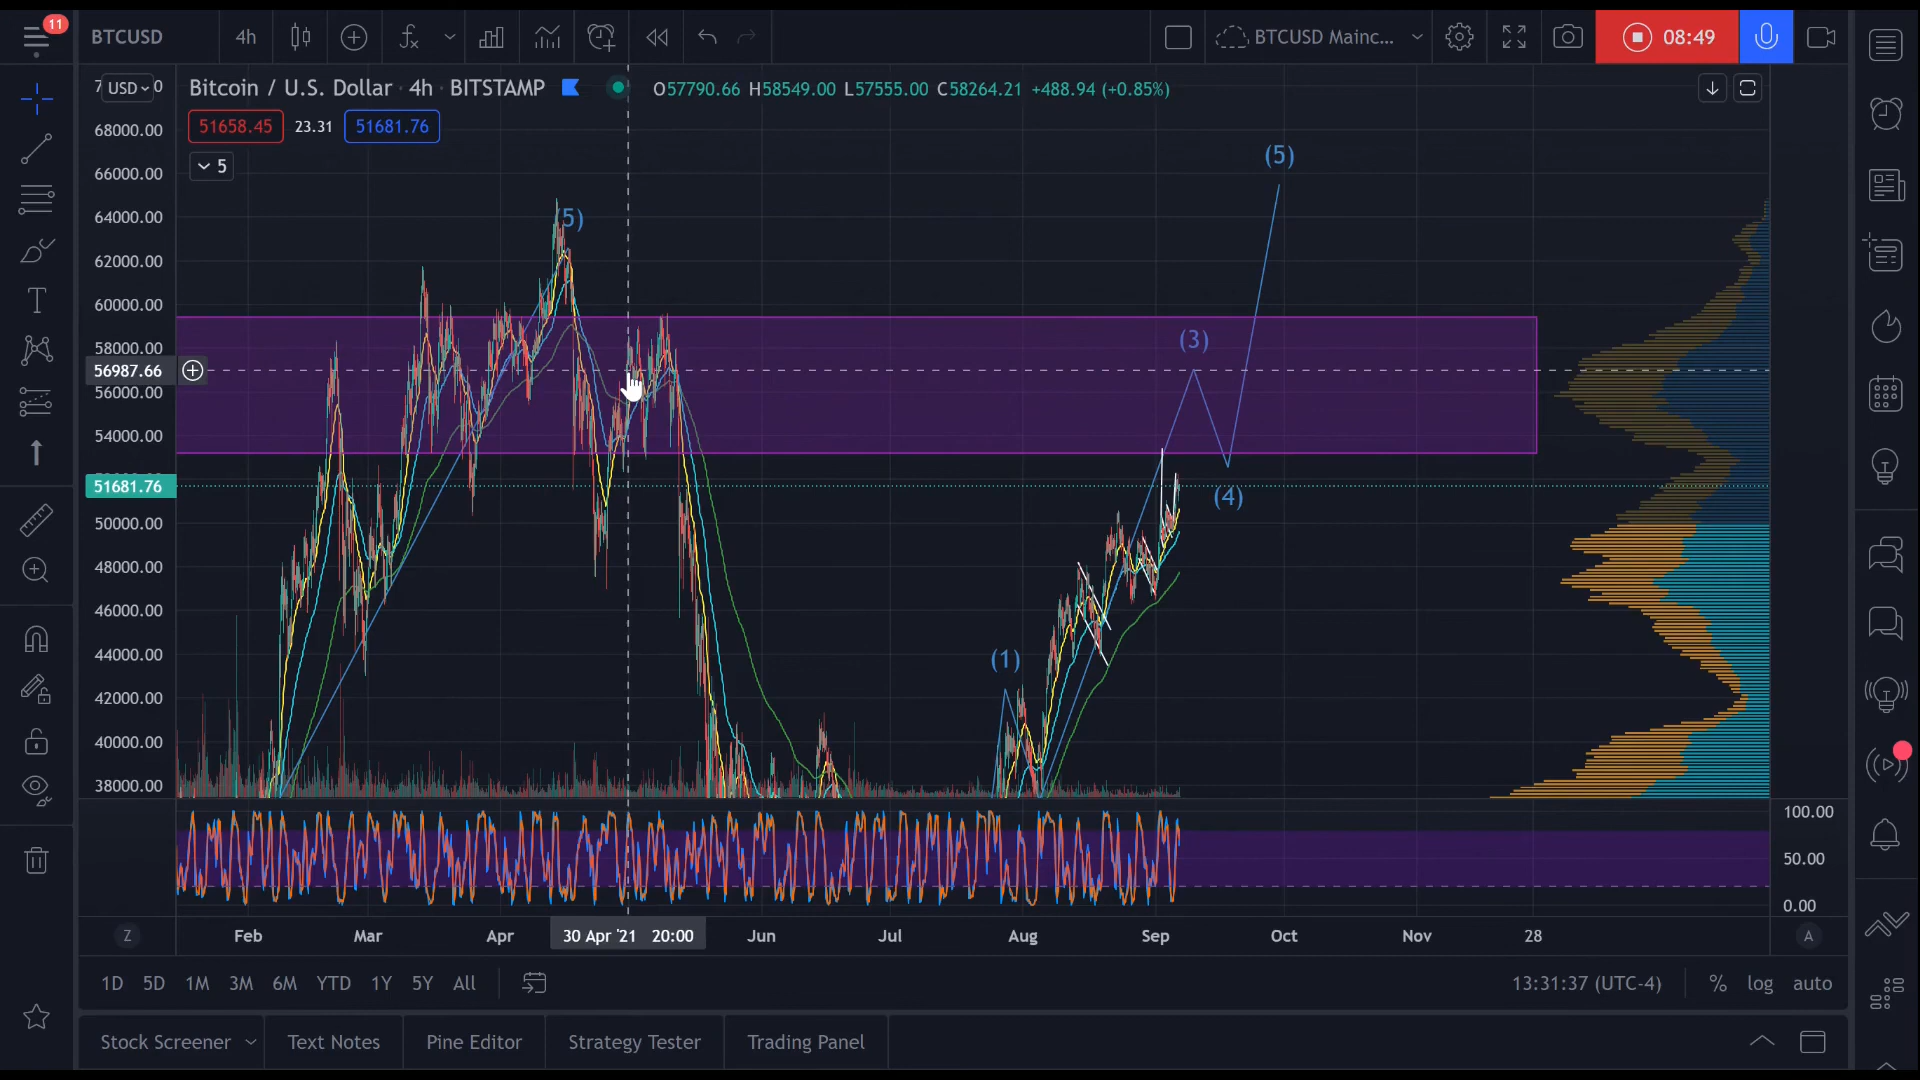 11
BTCUSD
4h
BTCUSD Mainc...
08:49
USD
Bitcoin / U.S. Dollar · 4h · BITSTAMP
O57790.66 H58549.00 L57555.00 C58264.21 +488.94 (+0.85%)
51658.45 23.31 51681.76
5
68000.00
66000.00
64000.00
62000.00
60000.00
58000.00
56987.66
56000.00
54000.00
51681.76
50000.00
48000.00
46000.00
44000.00
42000.00
40000.00
38000.00
(5)
(5)
(3)
(4)
(1)
100.00
50.00
0.00
Z
Feb Mar Apr 30 Apr '21 20:00 Jun Jul Aug Sep Oct Nov 28
A
1D 5D 1M 3M 6M YTD 1Y 5Y All
13:31:37 (UTC-4) % log auto
Stock Screener Text Notes Pine Editor Strategy Tester Trading Panel